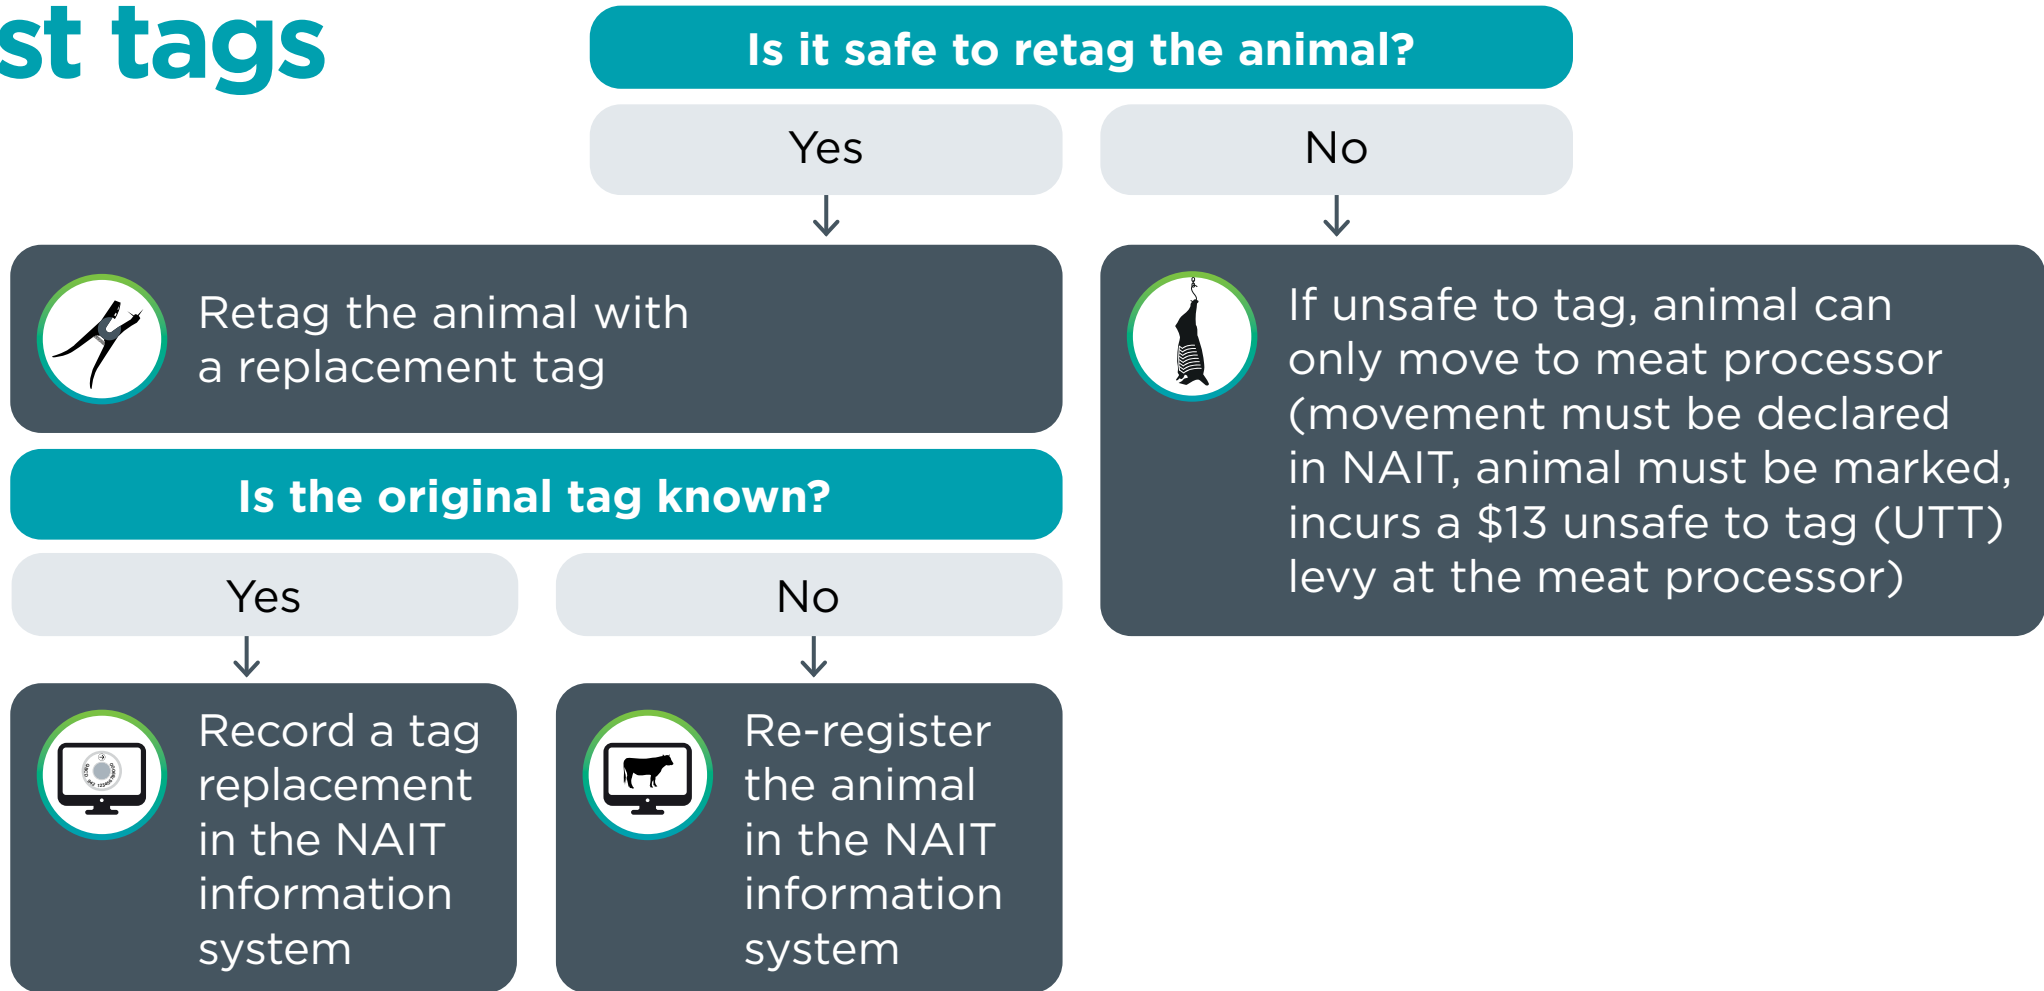 st tags
Is it safe to retag the animal?
Yes
No
Retag the animal with
a replacement tag
If unsafe to tag, animal can
only move to meat processor
(movement must be declared
in NAIT, animal must be marked,
incurs a $13 unsafe to tag (UTT)
levy at the meat processor)
Is the original tag known?
Yes
No
Record a tag
replacement
in the NAIT
information
system
Re-register
the animal
in the NAIT
information
system